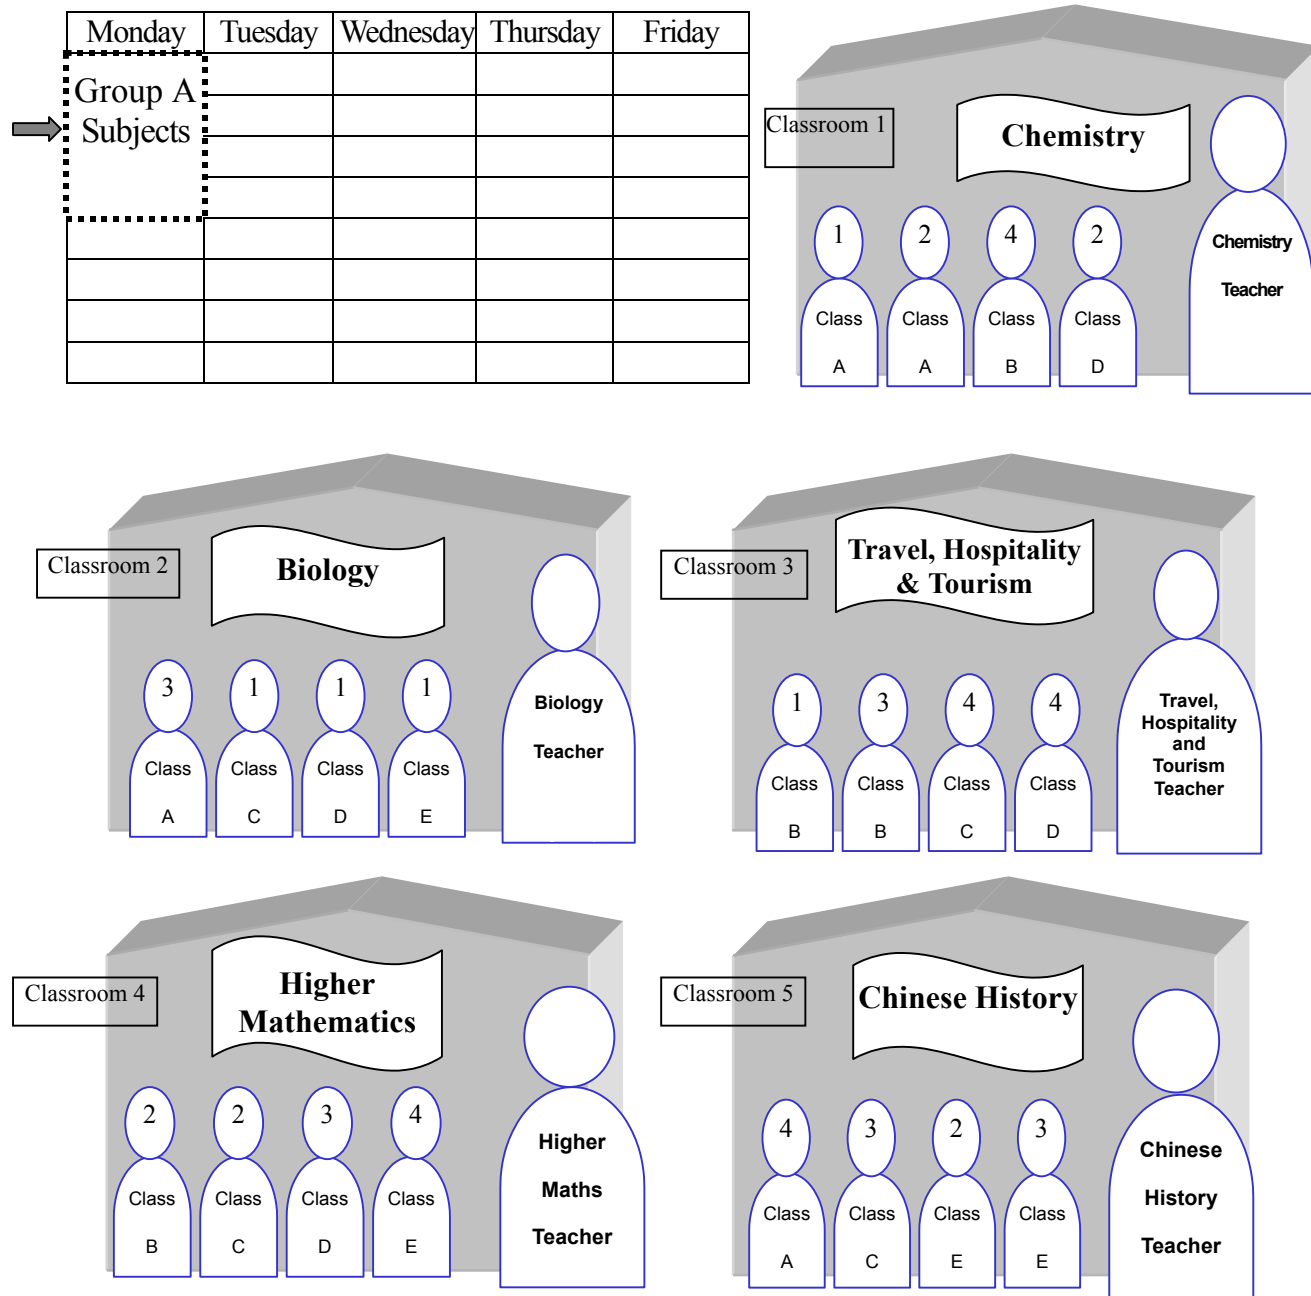 Monday Tuesday Wednesday Thursday Friday
Group A
Subjects
Classroom 1
Chemistry
1 2 4 2
Class Class Class Class
A A B D
Chemistry
Teacher
Classroom 2
Biology
3 1 1 1
Class Class Class Class
A C D E
Biology
Teacher
Classroom 3
Travel, Hospitality
& Tourism
1 3 4 4
Class Class Class Class
B B C D
Travel,
Hospitality
and
Tourism
Teacher
Classroom 4
Higher
Mathematics
2 2 3 4
Class Class Class Class
B C D E
Higher
Maths
Teacher
Classroom 5
Chinese History
4 3 2 3
Class Class Class Class
A C E E
Chinese
History
Teacher